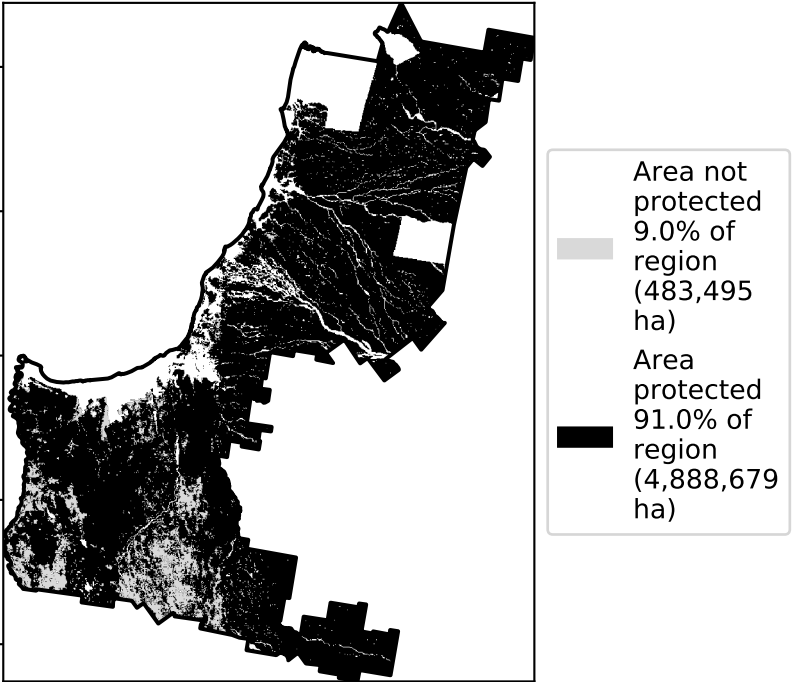 Area not
protected
9.0% of
region
(483,495
ha)
Area
protected
91.0% of
region
(4,888,679
ha)